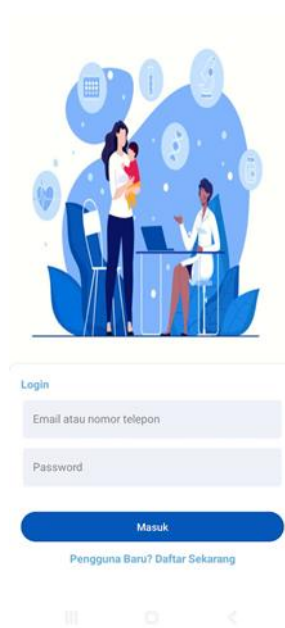 Login
Email atau nomor telepon
Password
Masuk
Pengguna Baru? Daftar Sekarang